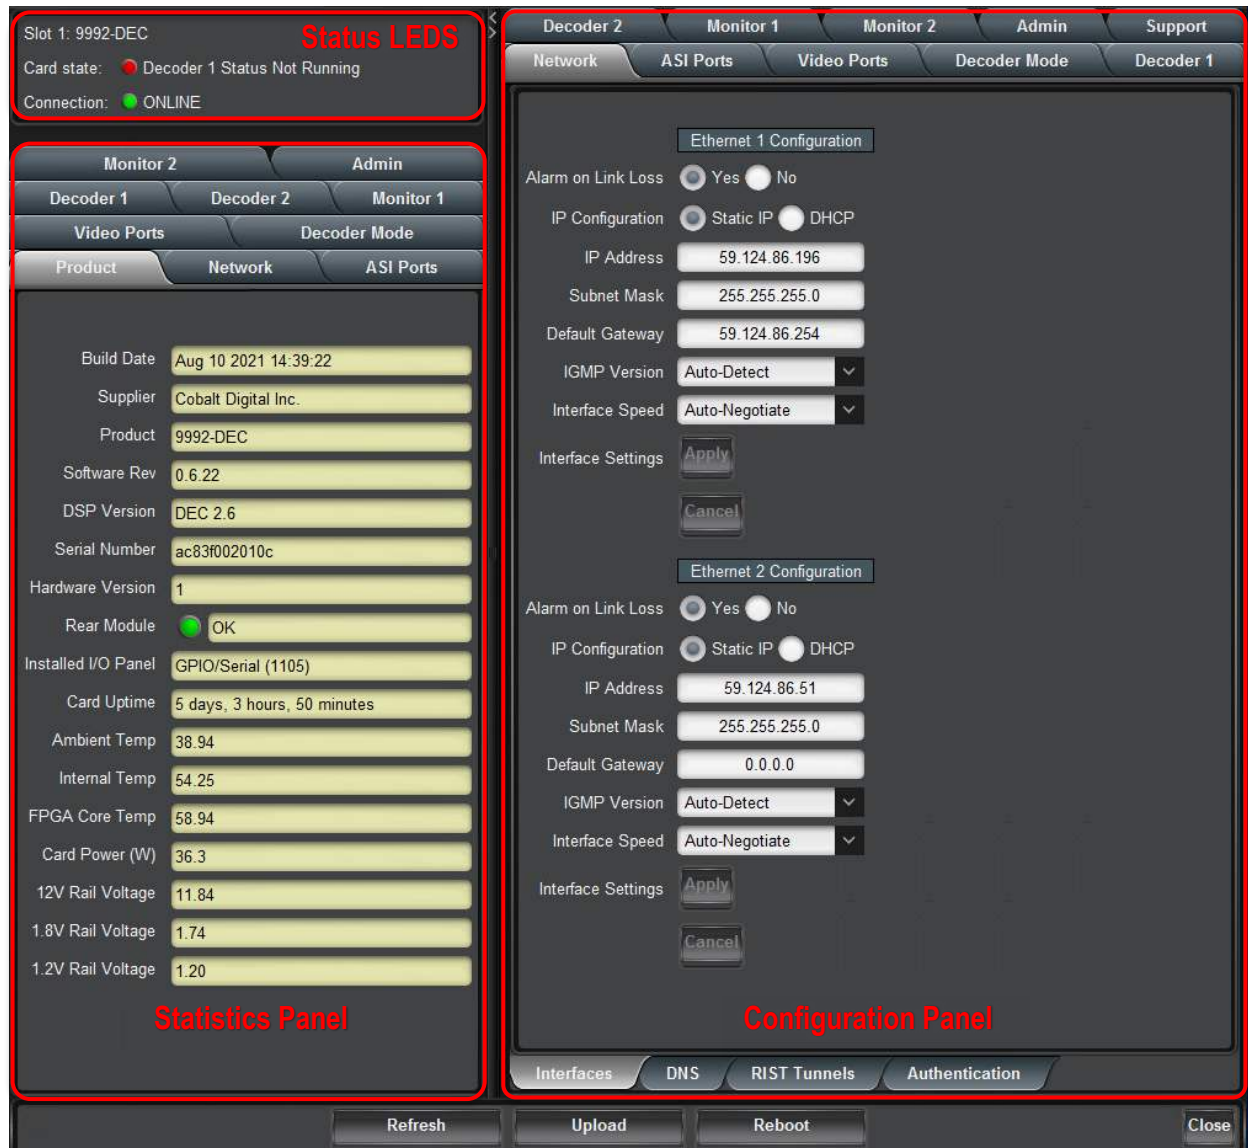 Slot 1: 9992-DEC
Status LEDS
Card state: Decoder 1 Status Not Running
Connection: ONLINE
Monitor 2 Admin
Decoder 1 Decoder 2 Monitor 1
Video Ports Decoder Mode
Product Network ASI Ports
Build Date Aug 10 2021 14:39:22
Supplier Cobalt Digital Inc.
Product 9992-DEC
Software Rev 0.6.22
DSP Version DEC 2.6
Serial Number ac83f002010c
Hardware Version 1
Rear Module OK
Installed I/O Panel GPIO/Serial (1105)
Card Uptime 5 days, 3 hours, 50 minutes
Ambient Temp 38.94
Internal Temp 54.25
FPGA Core Temp 58.94
Card Power (W) 36.3
12V Rail Voltage 11.84
1.8V Rail Voltage 1.74
1.2V Rail Voltage 1.20
Statistics Panel
Decoder 2 Monitor 1 Monitor 2 Admin Support
Network ASI Ports Video Ports Decoder Mode Decoder 1
Ethernet 1 Configuration
Alarm on Link Loss Yes No
IP Configuration Static IP DHCP
IP Address 59.124.86.196
Subnet Mask 255.255.255.0
Default Gateway 59.124.86.254
IGMP Version Auto-Detect
Interface Speed Auto-Negotiate
Interface Settings Apply
Cancel
Ethernet 2 Configuration
Alarm on Link Loss Yes No
IP Configuration Static IP DHCP
IP Address 59.124.86.51
Subnet Mask 255.255.255.0
Default Gateway 0.0.0.0
IGMP Version Auto-Detect
Interface Speed Auto-Negotiate
Interface Settings Apply
Cancel
Configuration Panel
Interfaces DNS RIST Tunnels Authentication
Refresh Upload Reboot Close